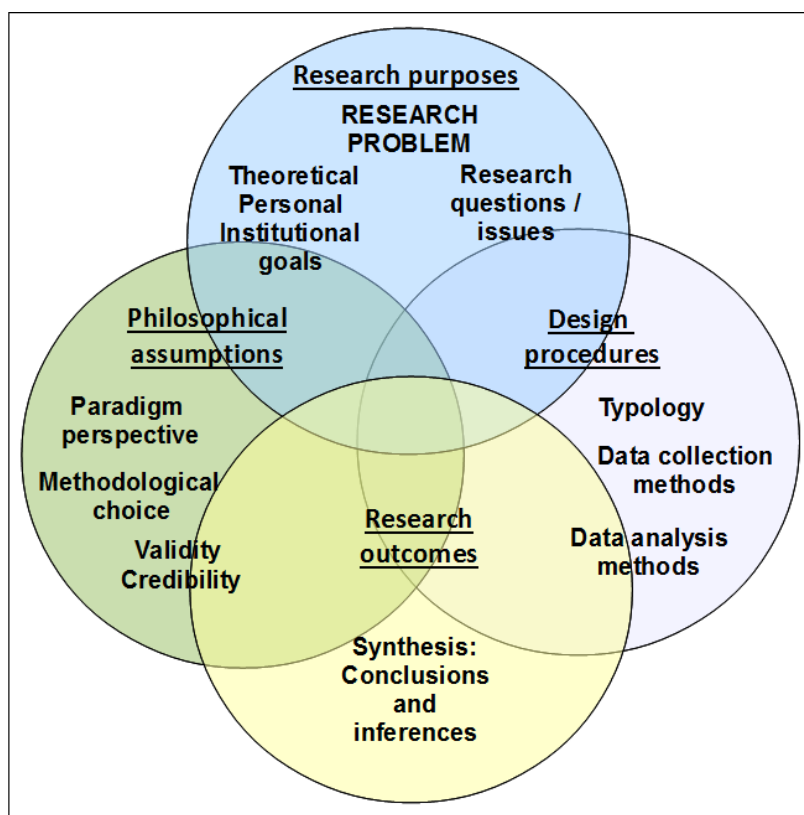 Research purposes
RESEARCH
PROBLEM
Theoretical
Personal
Institutional
goals
Research
questions /
issues
Philosophical
assumptions
Paradigm
perspective
Methodological
choice
Validity
Credibility
Design
procedures
Typology
Data collection
methods
Data analysis
methods
Research
outcomes
Synthesis:
Conclusions
and
inferences